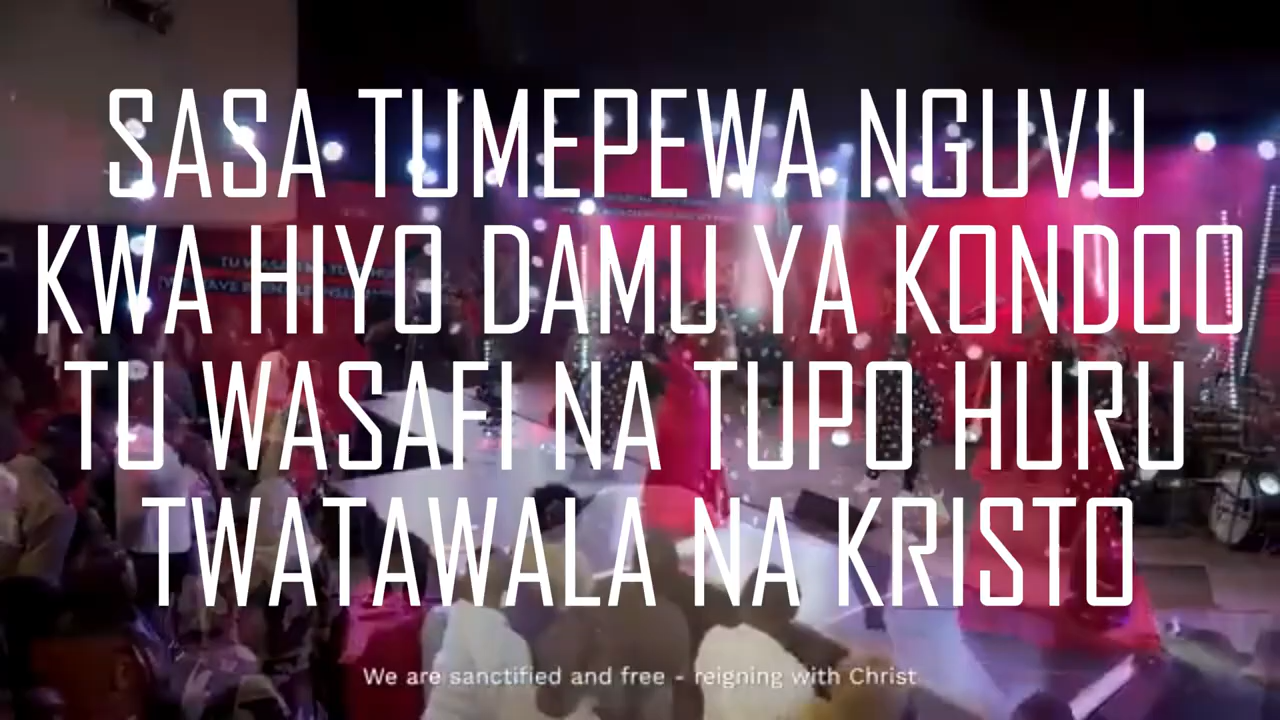 SASA TUMEPEWA NGUVU
KWA HIYO DAMU YA KONDOO
TU WASAFI NA TUPO HURU
TWATAWALA NA KRISTO
We are sanctified and free - reigning with Christ